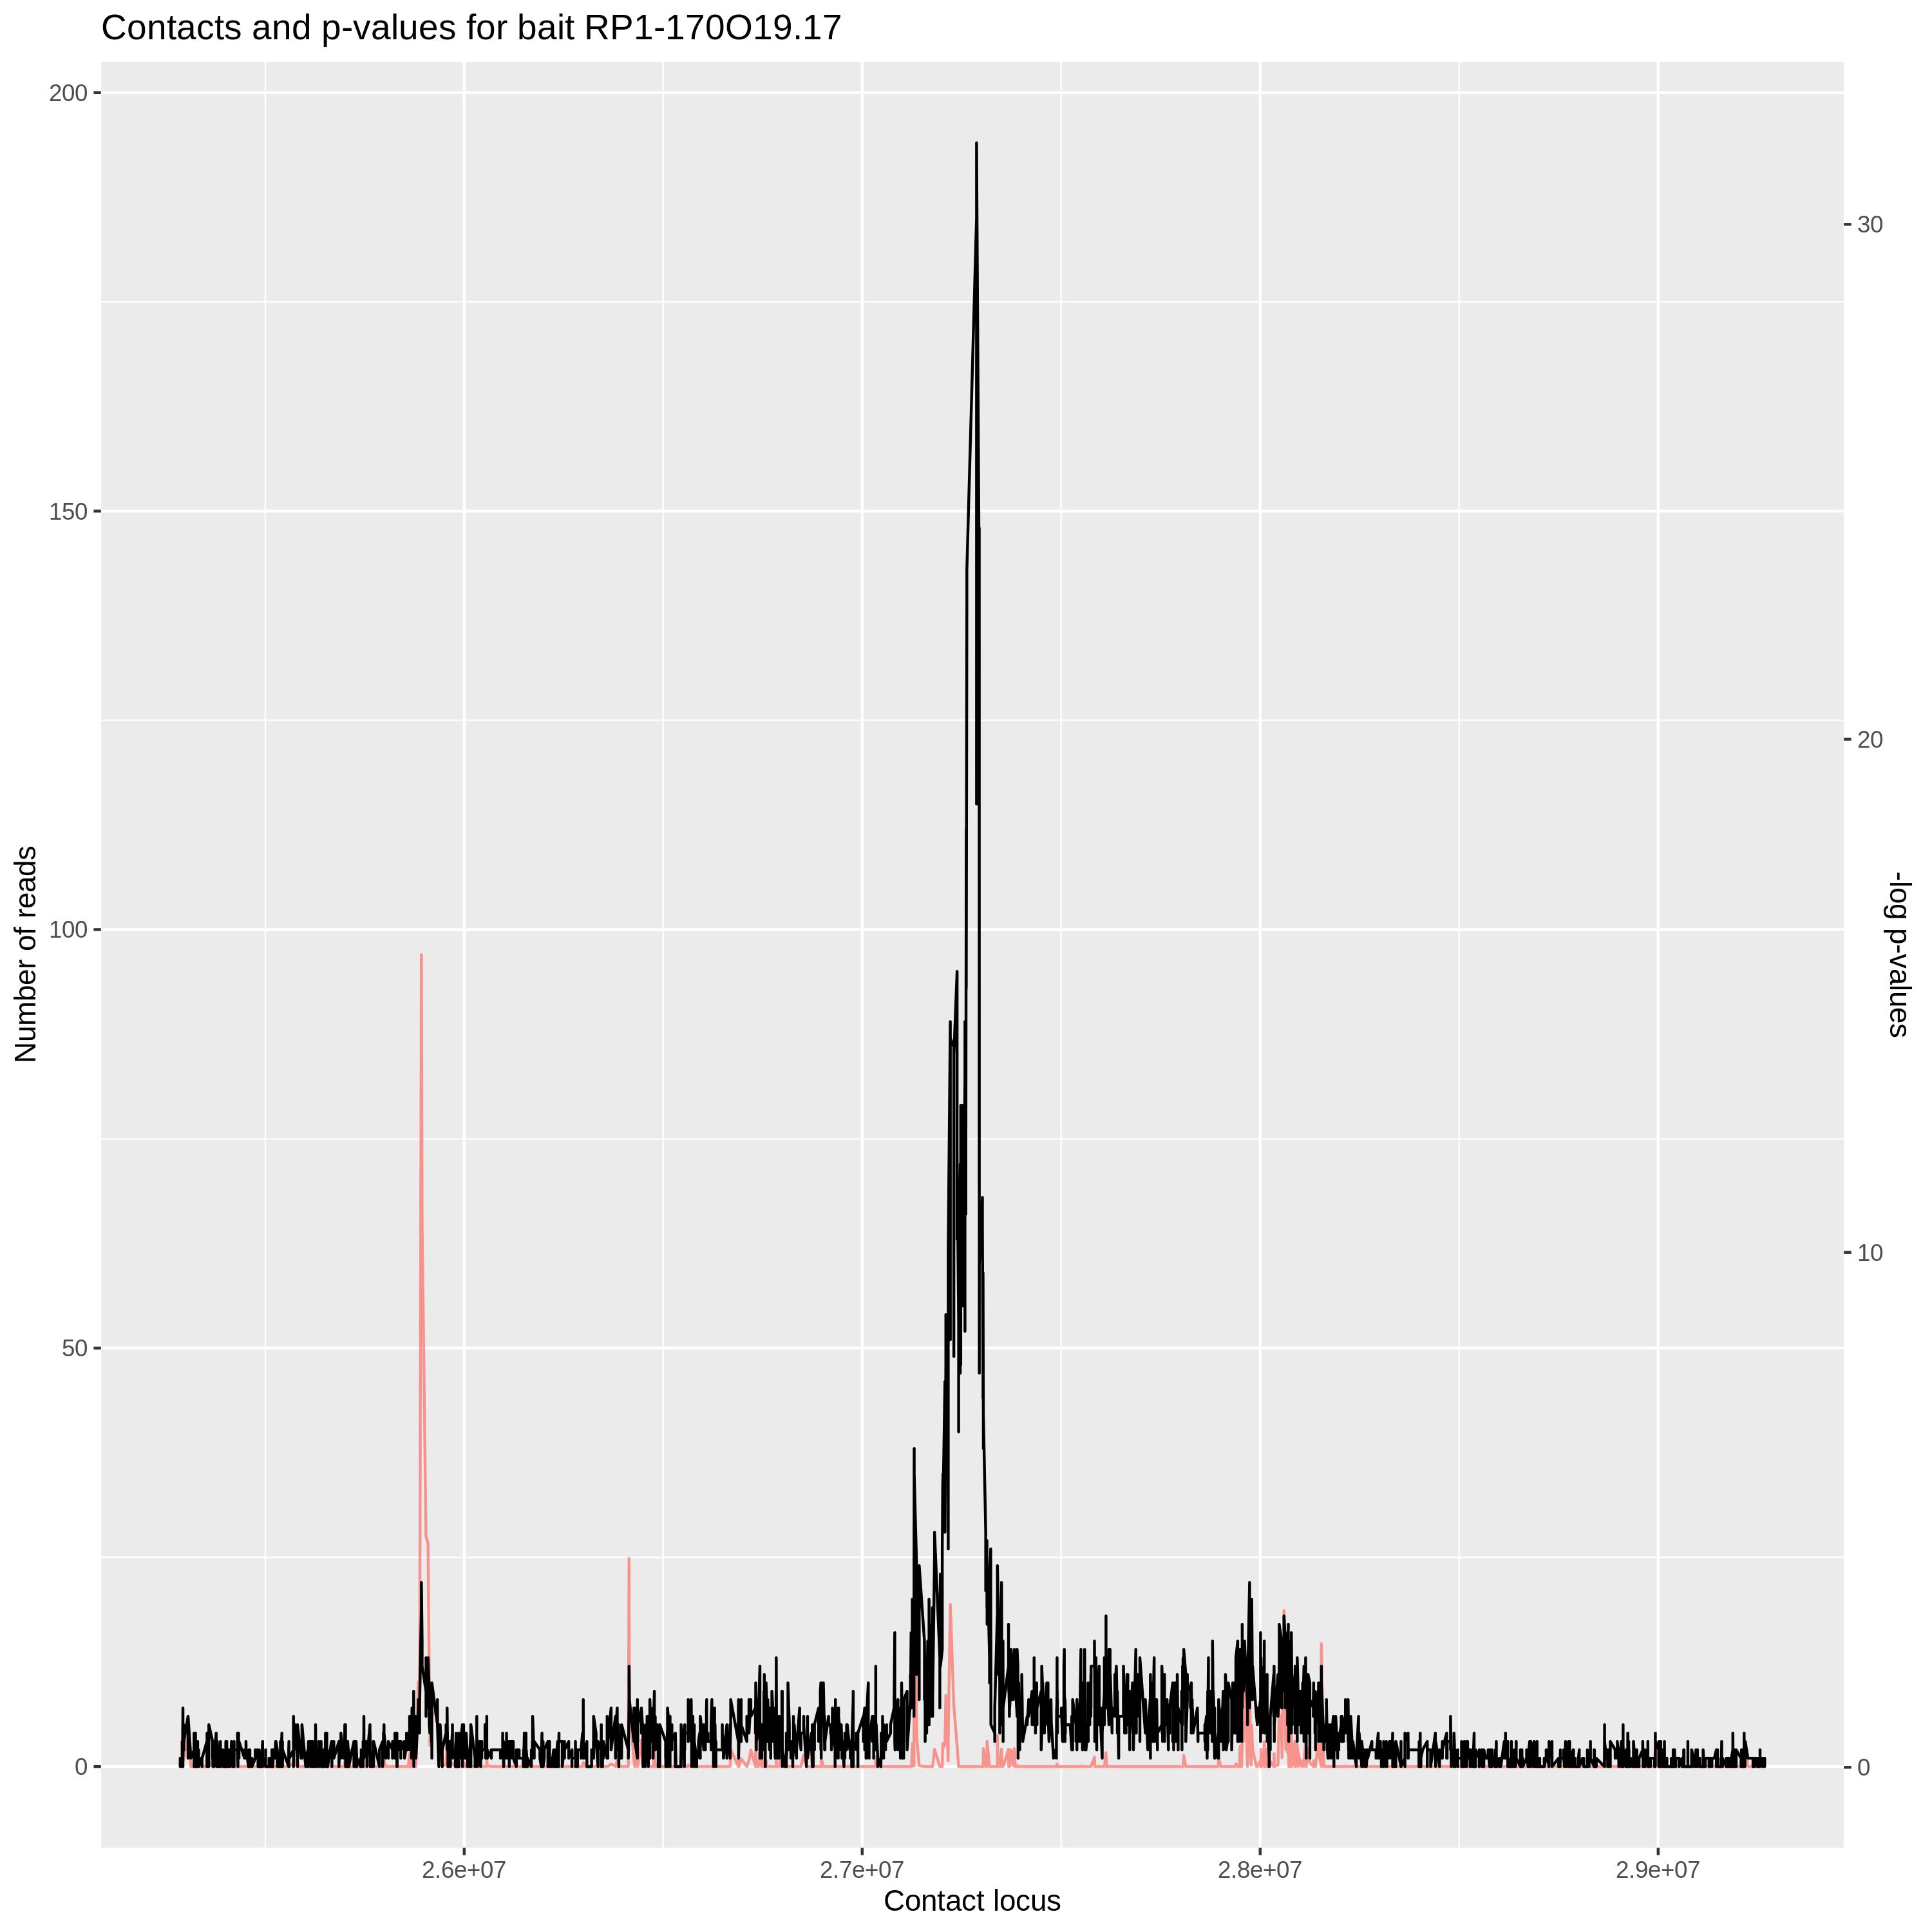 Contacts and p-values for bait RP1-170O19.17
200
150
100
50
0
Number of reads
30
20
10
0
-log p-values
2.6e+07
2.7e+07
2.8e+07
2.9e+07
Contact locus